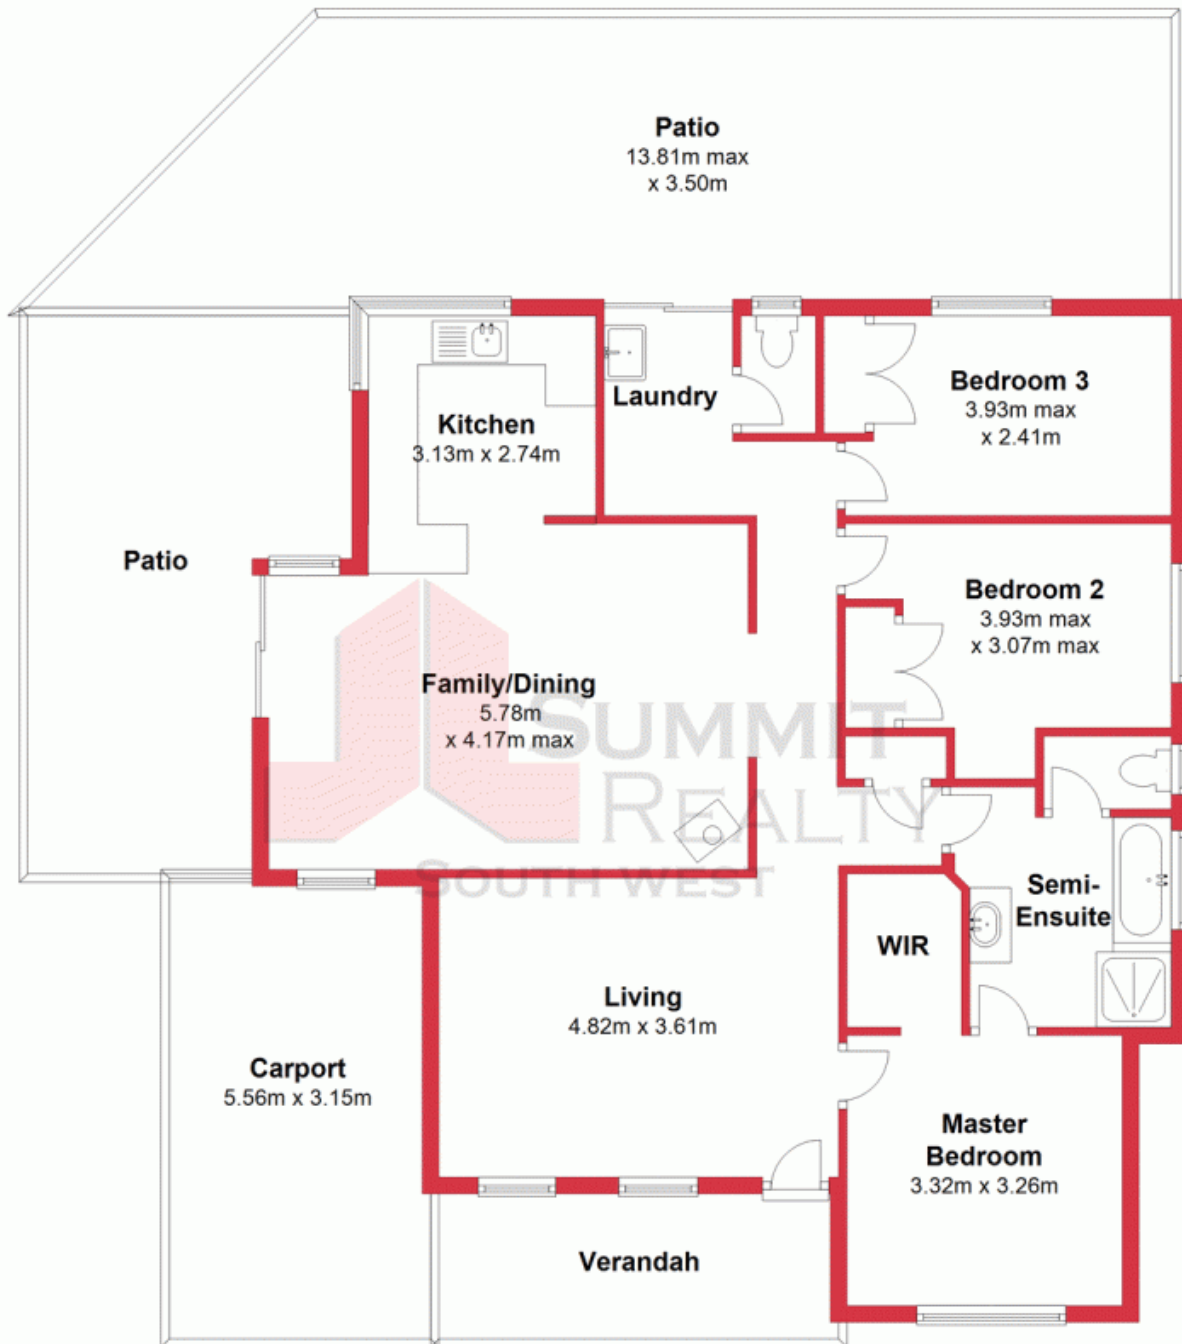 Patio
13.81m max
x 3.50m
Kitchen
3.13m x 2.74m
Laundry
Bedroom 3
3.93m max
x 2.41m
Patio
Bedroom 2
3.93m max
x 3.07m max
Family/Dining
5.78m
x 4.17m max
SUMMIT
REALTY
SOUTH WEST
Semi-
Ensuite
WIR
Living
4.82m x 3.61m
Carport
5.56m x 3.15m
Master
Bedroom
3.32m x 3.26m
Verandah